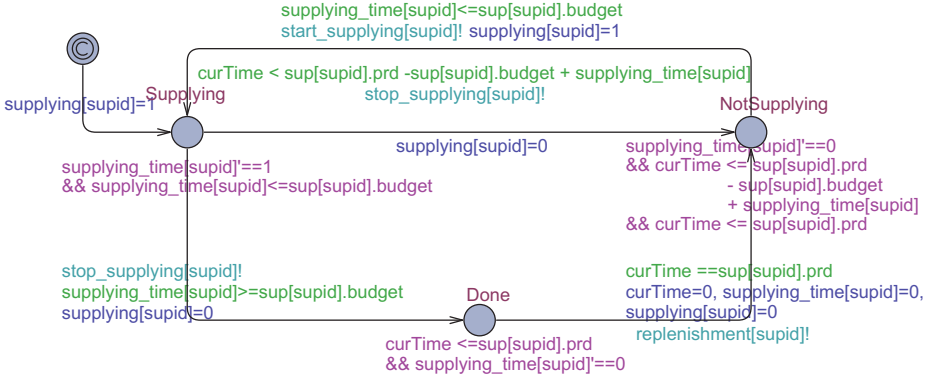 supplying_time[supid]<=sup[supid].budget
start_supplying[supid]! supplying[supid]=1
©
curTime < sup[supid].prd -sup[supid].budget + supplying_time[supid]
Supplying
stop_supplying[supid]!
supplying[supid]=1
NotSupplying
supplying[supid]=0
supplying_time[supid]'==1
&& supplying_time[supid]<=sup[supid].budget
supplying_time[supid]'==0
&& curTime <= sup[supid].prd
- sup[supid].budget
+ supplying_time[supid]
&& curTime <= sup[supid].prd
stop_supplying[supid]!
supplying_time[supid]>=sup[supid].budget
supplying[supid]=0
Done
curTime <=sup[supid].prd
&& supplying_time[supid]'==0
curTime ==sup[supid].prd
curTime=0, supplying_time[supid]=0,
supplying[supid]=0
replenishment[supid]!